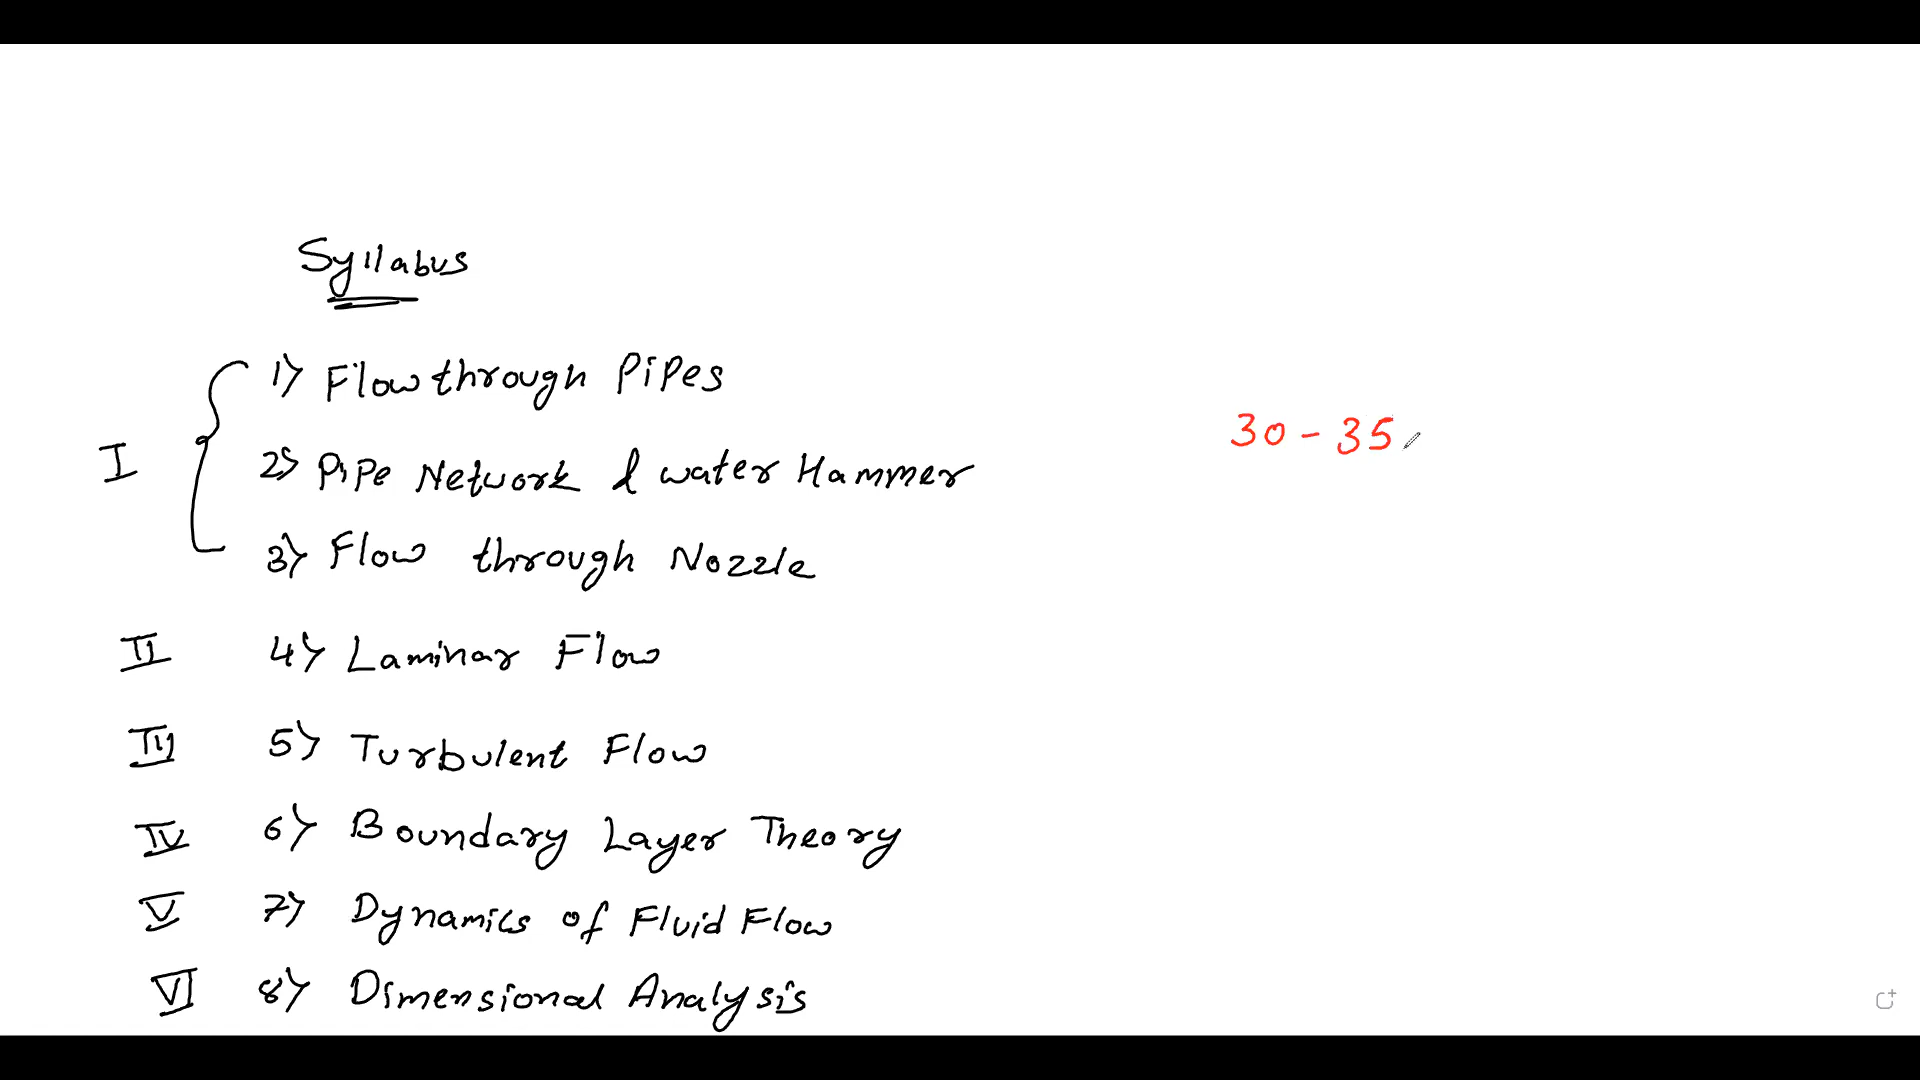 Syllabus
1) Flow through Pipes
30 - 35
I
2) Pipe Network & water Hammer
3) Flow through Nozzle
II 4) Laminar Flow
III 5) Turbulent Flow
IV 6) Boundary Layer Theory
V 7) Dynamics of Fluid Flow
VI 8) Dimensional Analysis